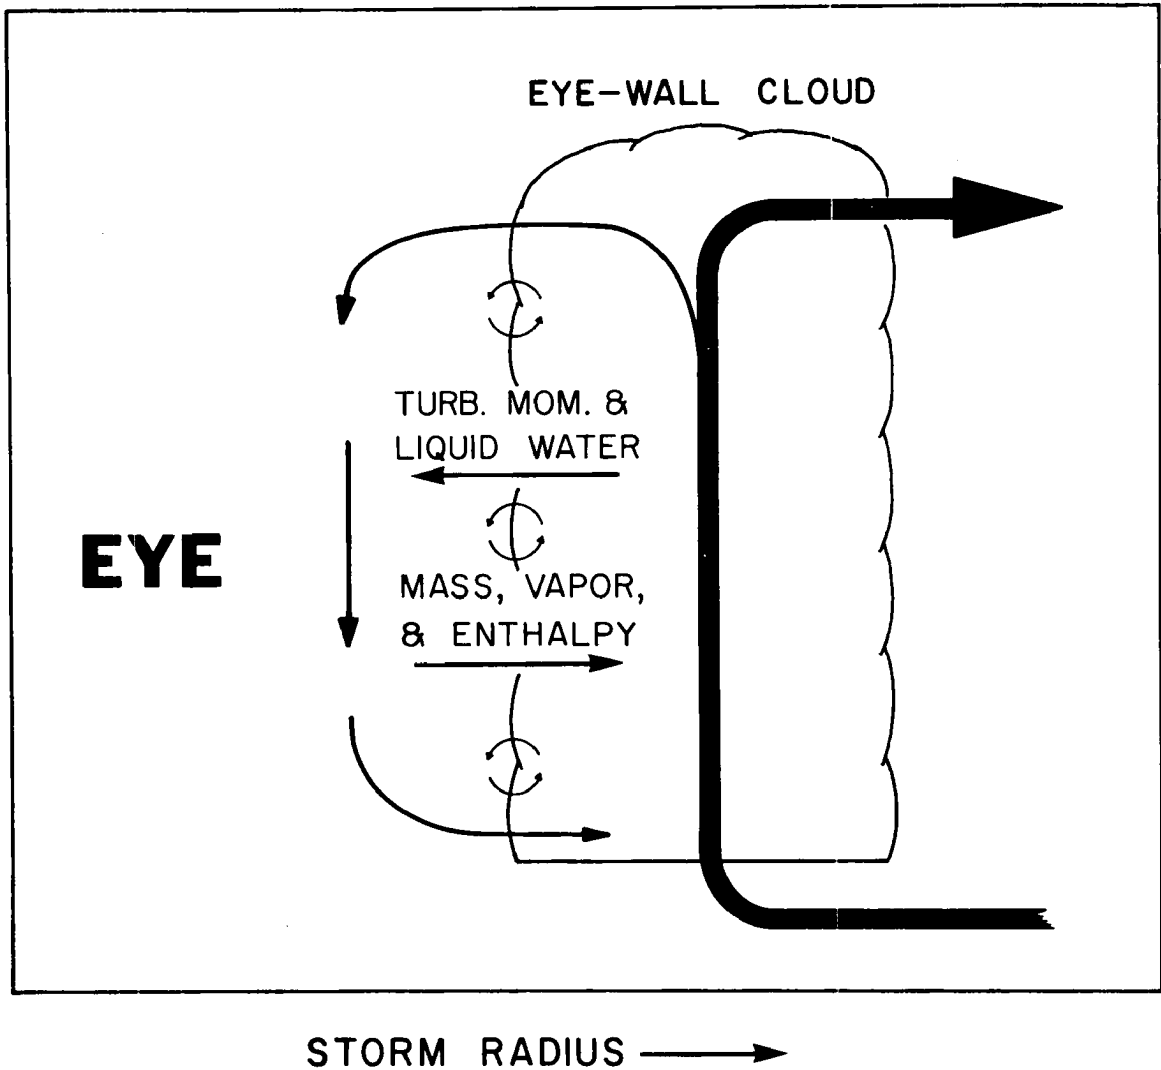 EYE-WALL CLOUD
TURB. MOM. &
LIQUID WATER
EYE
MASS, VAPOR,
& ENTHALPY
STORM RADIUS